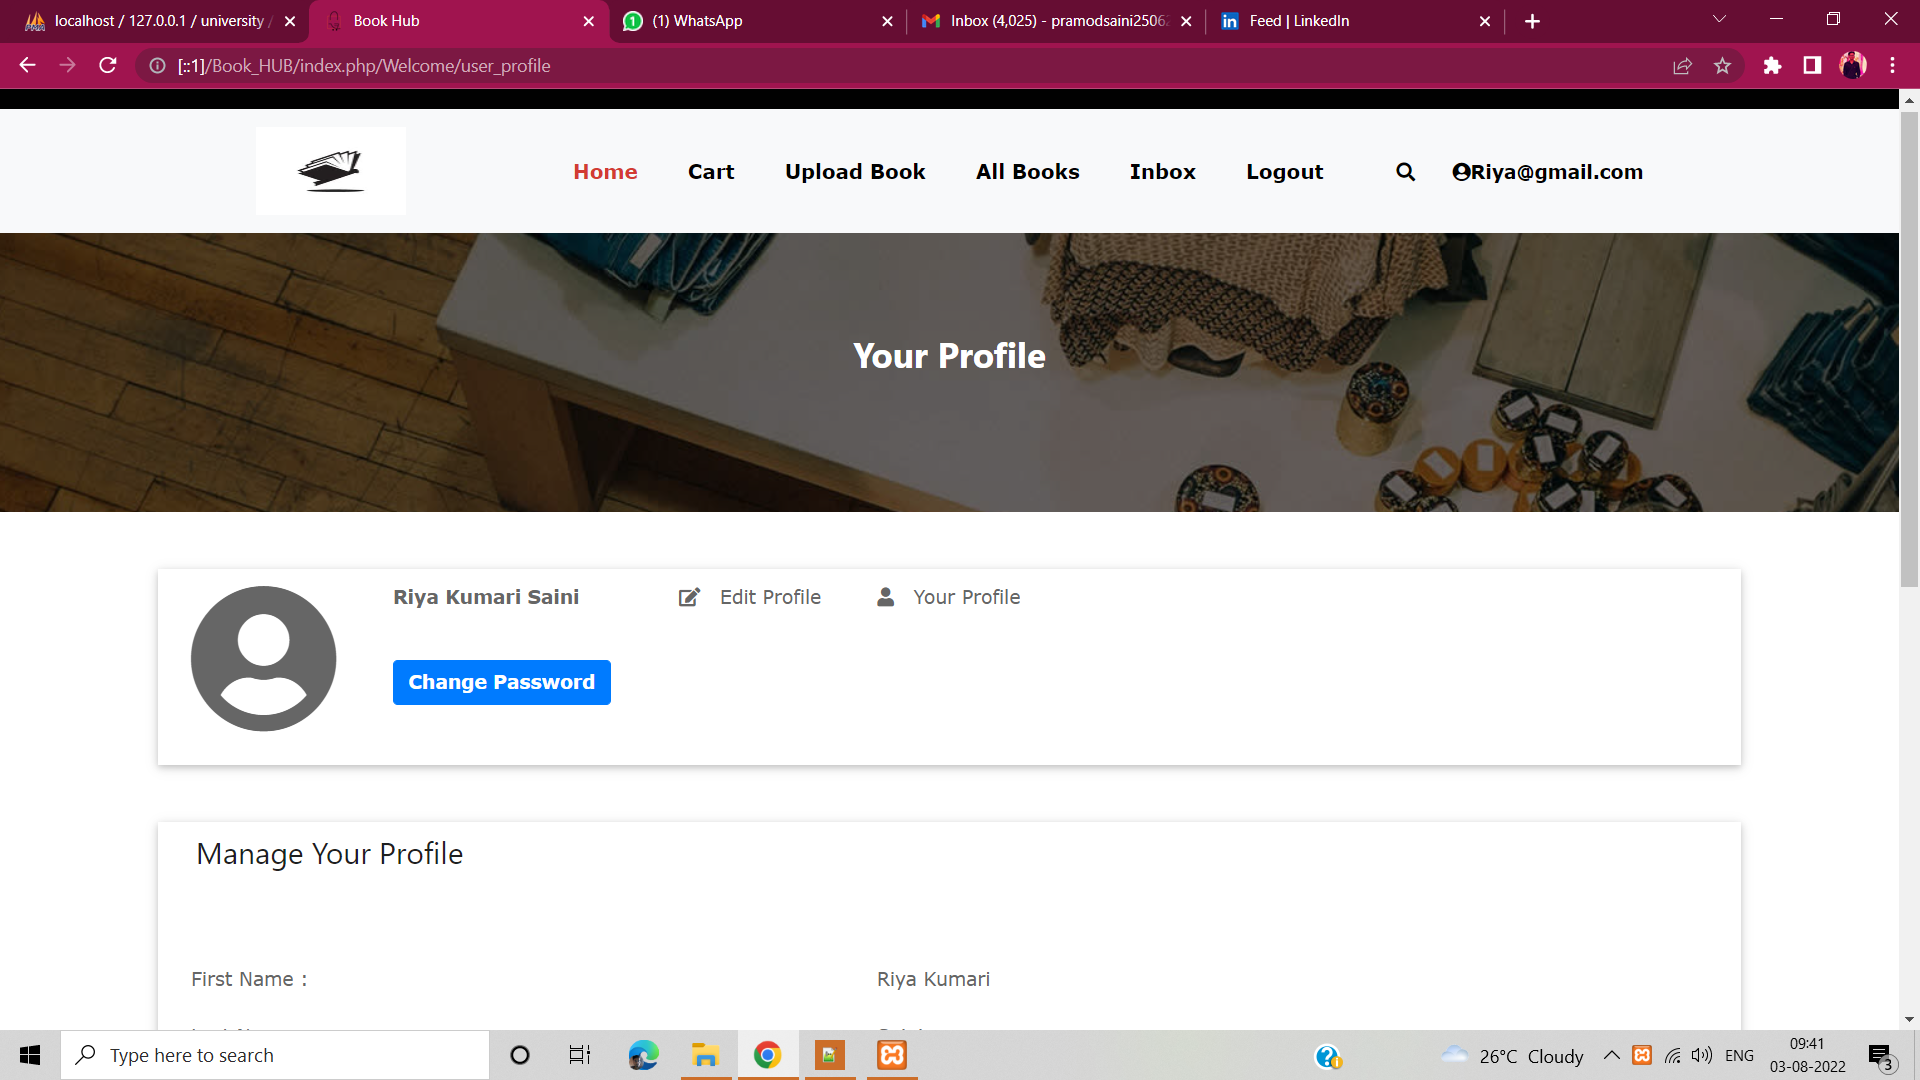 localhost / 127.0.0.1 / university /
Book Hub
(1) WhatsApp
Inbox (4,025) - pramodsaini2506
Feed | LinkedIn
[::1]/Book_HUB/index.php/Welcome/user_profile
Home
Cart
Upload Book
All Books
Inbox
Logout
Riya@gmail.com
Your Profile
Riya Kumari Saini
Edit Profile
Your Profile
Change Password
Manage Your Profile
First Name :
Riya Kumari
Type here to search
26°C Cloudy
ENG
09:41
03-08-2022
3